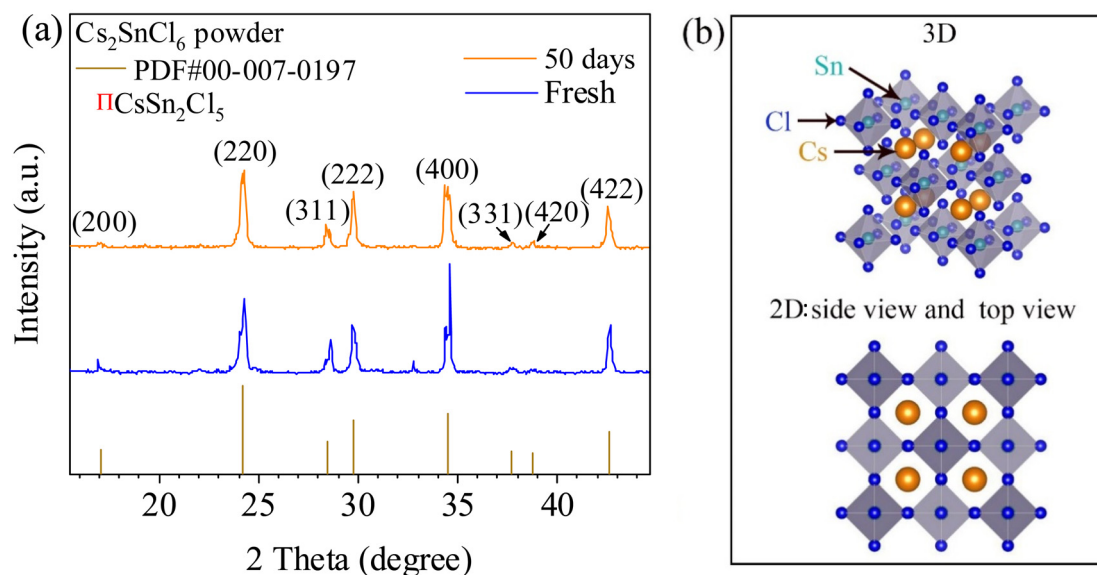 (a)
Cs₂SnCl₆ powder
PDF#00-007-0197
ΠCsSn₂Cl₅
50 days
Fresh
Intensity (a.u.)
(200)
(220)
(311)
(222)
(400)
(331)
(420)
(422)
20 25 30 35 40
2 Theta (degree)
(b)
3D
Sn
Cl
Cs
2D:side view and top view